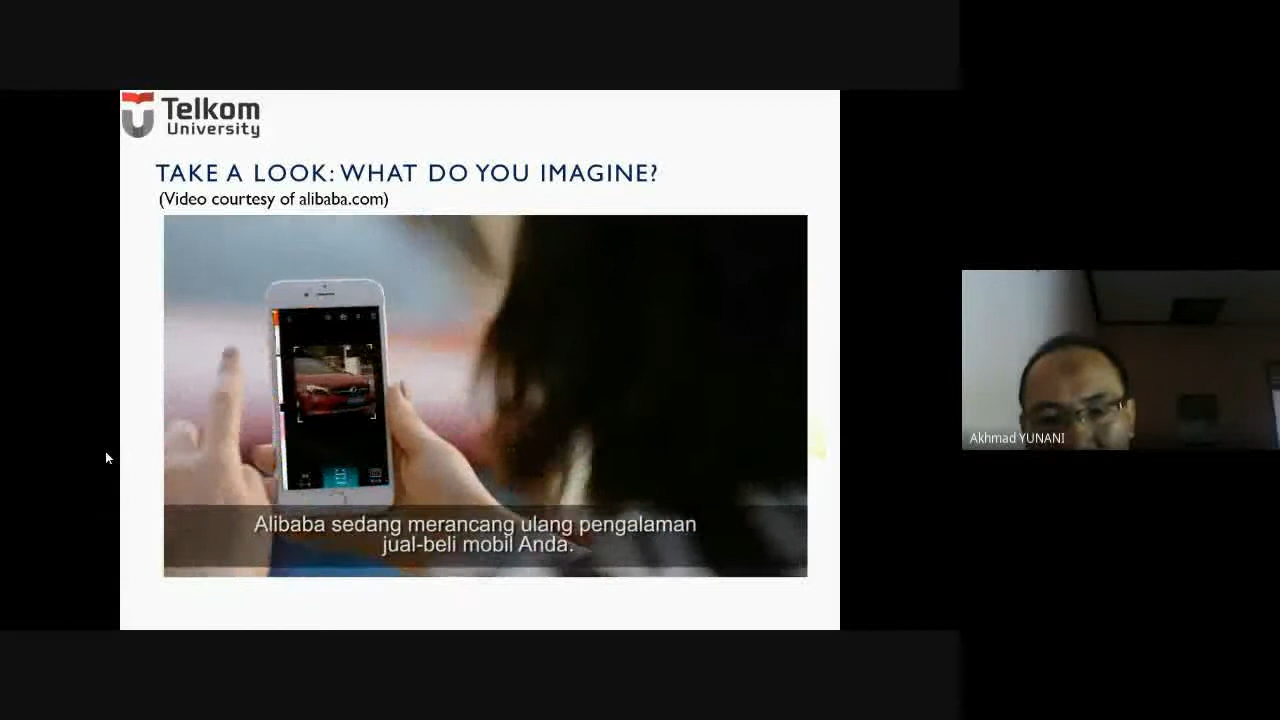 Telkom
University
TAKE A LOOK: WHAT DO YOU IMAGINE?
(Video courtesy of alibaba.com)
Alibaba sedang merancang ulang pengalaman
jual-beli mobil Anda.
Akhmad YUNANI